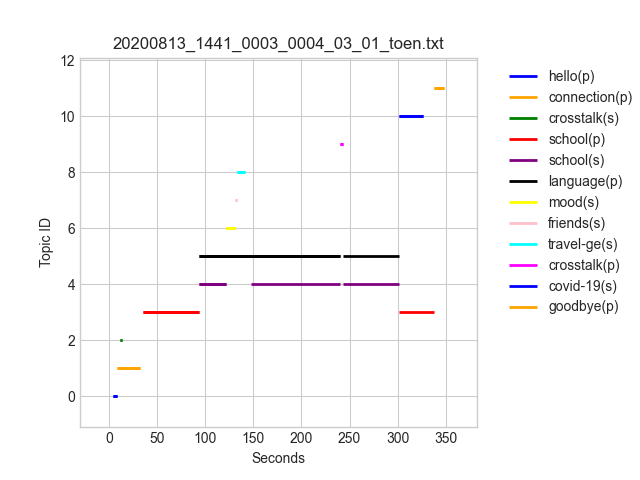 20200813_1441_0003_0004_03_01_toen.txt
12
10
8
6
4
2
0
Topic ID
0 50 100 150 200 250 300 350
Seconds
hello(p)
connection(p)
crosstalk(s)
school(p)
school(s)
language(p)
mood(s)
friends(s)
travel-ge(s)
crosstalk(p)
covid-19(s)
goodbye(p)